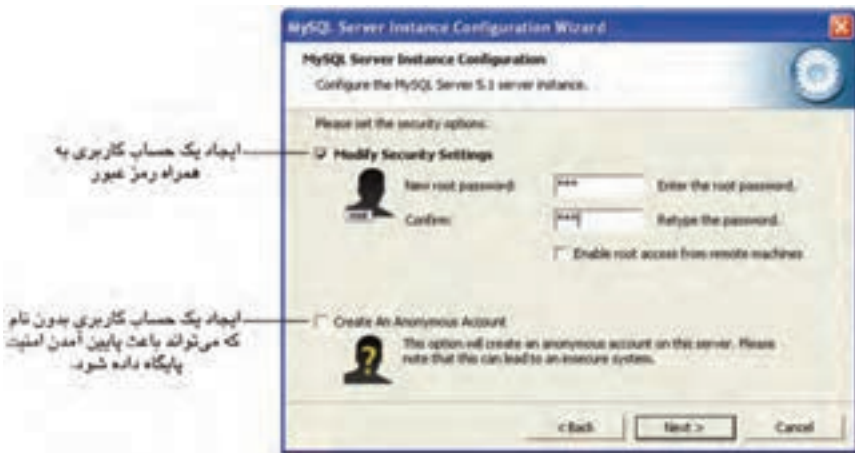 MySQL Server Instance Configuration Wizard
MySQL Server Instance Configuration
Configure the MySQL Server 5.1 server instance.
Please set the security options.
ایجاد یک حساب کاربری به
همراه رمز عبور
Modify Security Settings
New root password:
***
Enter the root password.
root
Confirm:
***
Retype the password.
Enable root access from remote machines
ایجاد یک حساب کاربری بدون نام
که می‌تواند باعث پایین آمدن امنیت
پایگاه داده شود.
Create An Anonymous Account
This option will create an anonymous account on this server. Please
note that this can lead to an insecure system.
?
< Back
Next >
Cancel